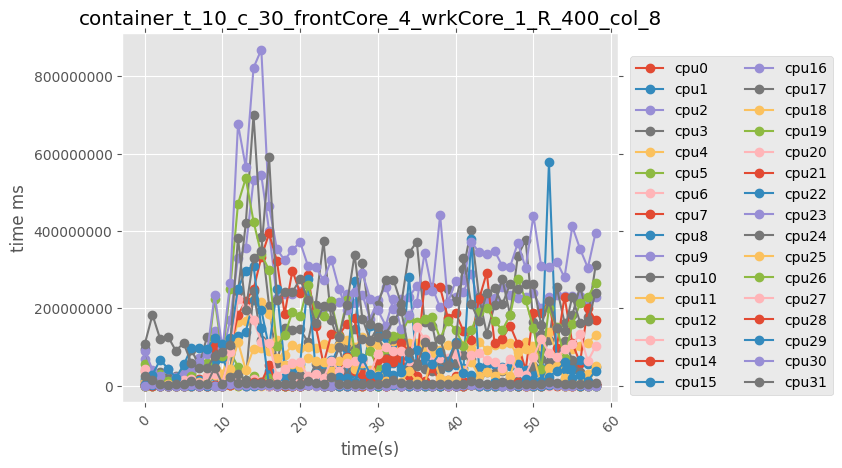 container_t_10_c_30_frontCore_4_wrkCore_1_R_400_col_8
time ms
800000000
600000000
400000000
200000000
0
0
10
20
30
40
50
60
time(s)
cpu0
cpu1
cpu2
cpu3
cpu4
cpu5
cpu6
cpu7
cpu8
cpu9
cpu10
cpu11
cpu12
cpu13
cpu14
cpu15
cpu16
cpu17
cpu18
cpu19
cpu20
cpu21
cpu22
cpu23
cpu24
cpu25
cpu26
cpu27
cpu28
cpu29
cpu30
cpu31